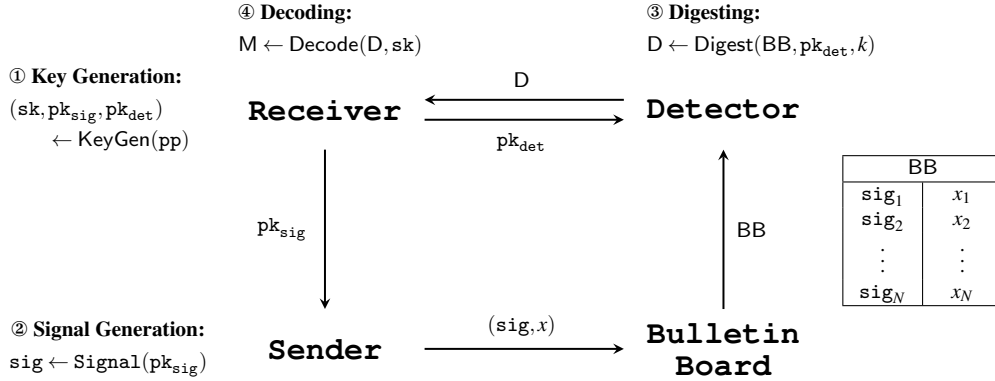 ④ Decoding:
M ← Decode(D, sk)
③ Digesting:
D ← Digest(BB, pk_det, k)
① Key Generation:
(sk, pk_sig, pk_det)
← KeyGen(pp)
Receiver
D
pk_det
Detector
pk_sig
BB
BB
sig_1 x_1
sig_2 x_2
⋮ ⋮
sig_N x_N
② Signal Generation:
sig ← Signal(pk_sig)
Sender
(sig, x)
Bulletin
Board